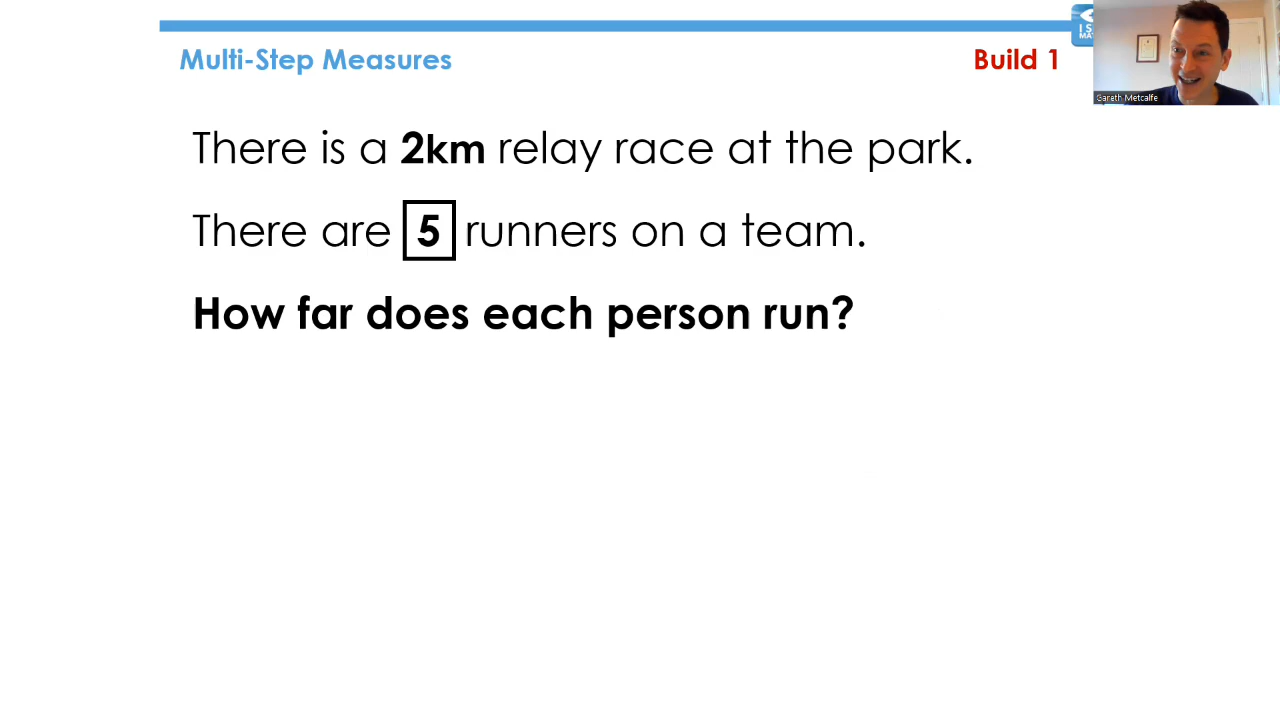 Multi-Step Measures
Build 1
There is a 2km relay race at the park.
There are 5 runners on a team.
How far does each person run?
Gareth Metcalfe